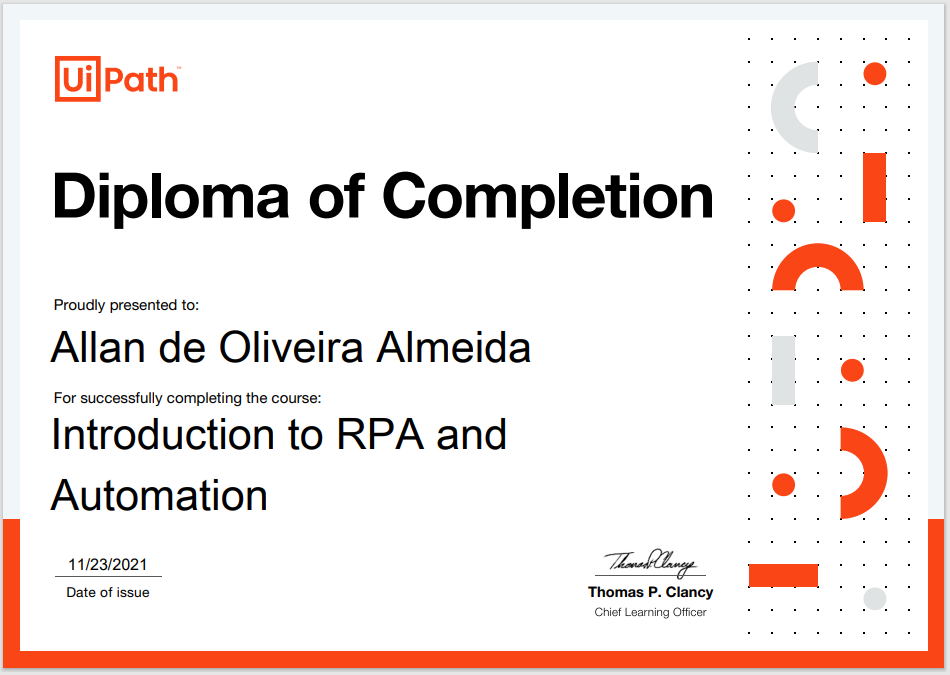 UiPath™
Diploma of Completion
Proudly presented to:
Allan de Oliveira Almeida
For successfully completing the course:
Introduction to RPA and
Automation
11/23/2021
Date of issue
Thomas P. Clancy
Thomas P. Clancy
Chief Learning Officer